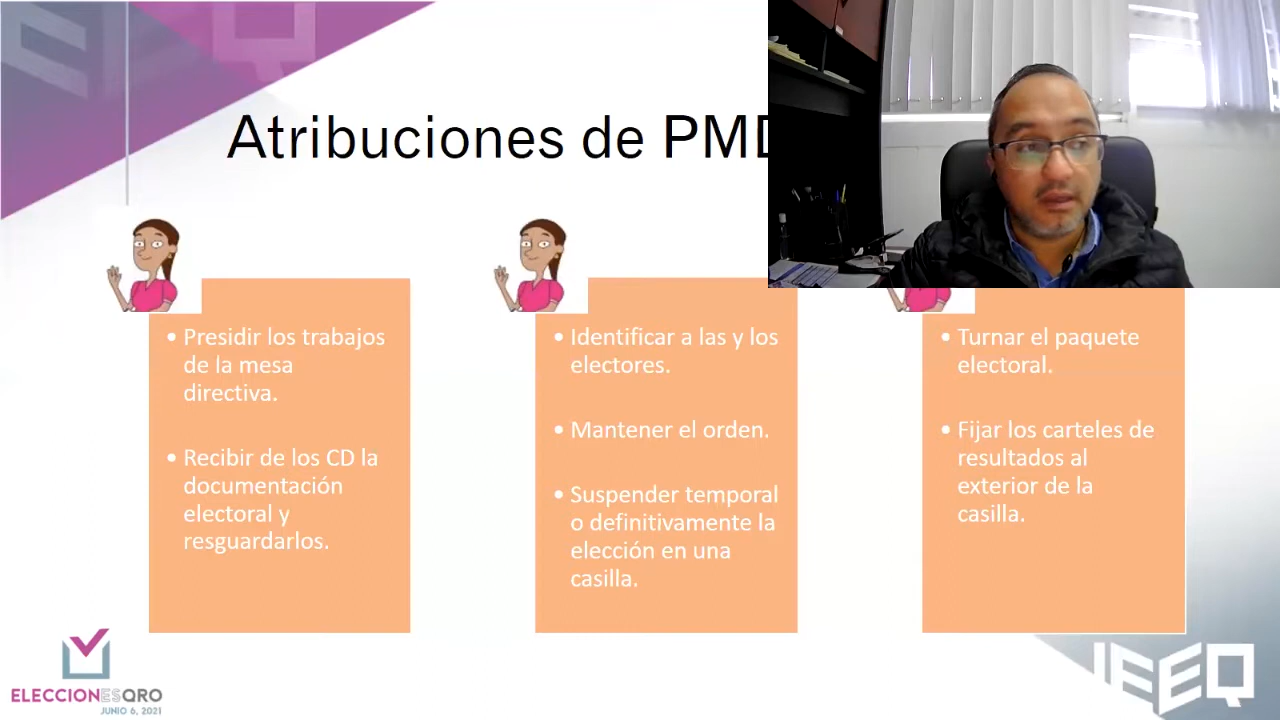 Atribuciones de PMD
• Presidir los trabajos
de la mesa
directiva.
• Recibir de los CD la
documentación
electoral y
resguardarlos.
• Identificar a las y los
electores.
• Mantener el orden.
• Suspender temporal
o definitivamente la
elección en una
casilla.
• Turnar el paquete
electoral.
• Fijar los carteles de
resultados al
exterior de la
casilla.
ELECCIONESQRO
JUNIO 6, 2021
IEEQ